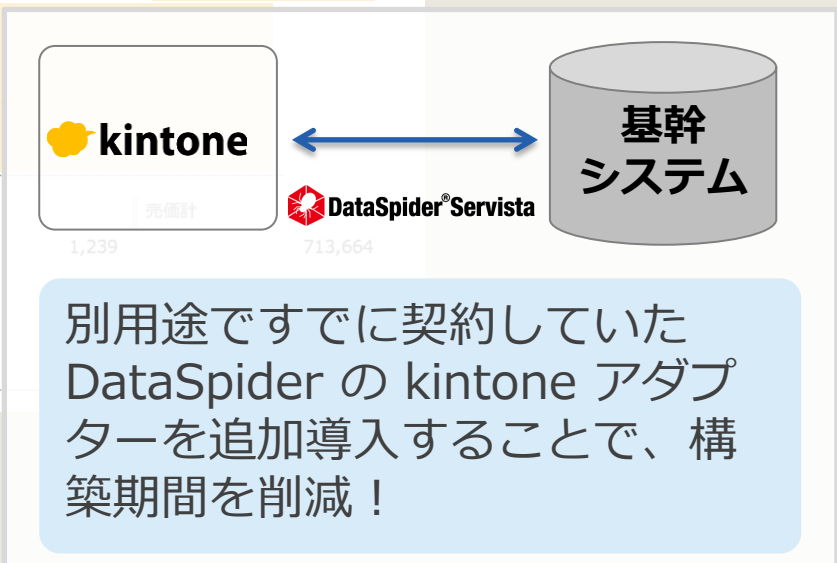 kintone
基幹
システム
DataSpider®Servista
売価計
1,239 713,664
別用途ですでに契約していた
DataSpider の kintone アダプ
ターを追加導入することで、構
築期間を削減！